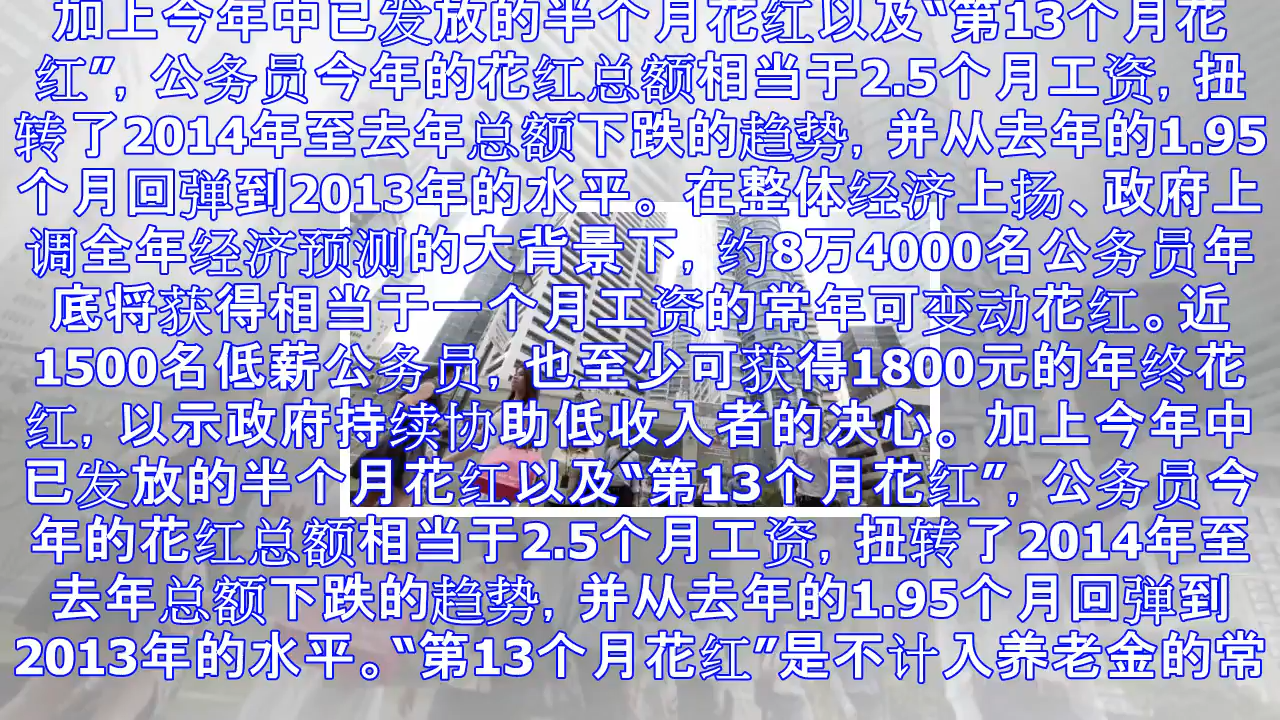 加上今年中已发放的半个月花红以及“第13个月花
红”，公务员今年的花红总额相当于2.5个月工资，扭
转了2014年至去年总额下跌的趋势，并从去年的1.95
个月回弹到2013年的水平。在整体经济上扬、政府上
调全年经济预测的大背景下，约8万4000名公务员年
底将获得相当于一个月工资的常年可变动花红。近
1500名低薪公务员，也至少可获得1800元的年终花
红，以示政府持续协助低收入者的决心。加上今年中
已发放的半个月花红以及“第13个月花红”，公务员今
年的花红总额相当于2.5个月工资，扭转了2014年至
去年总额下跌的趋势，并从去年的1.95个月回弹到
2013年的水平。“第13个月花红”是不计入养老金的常